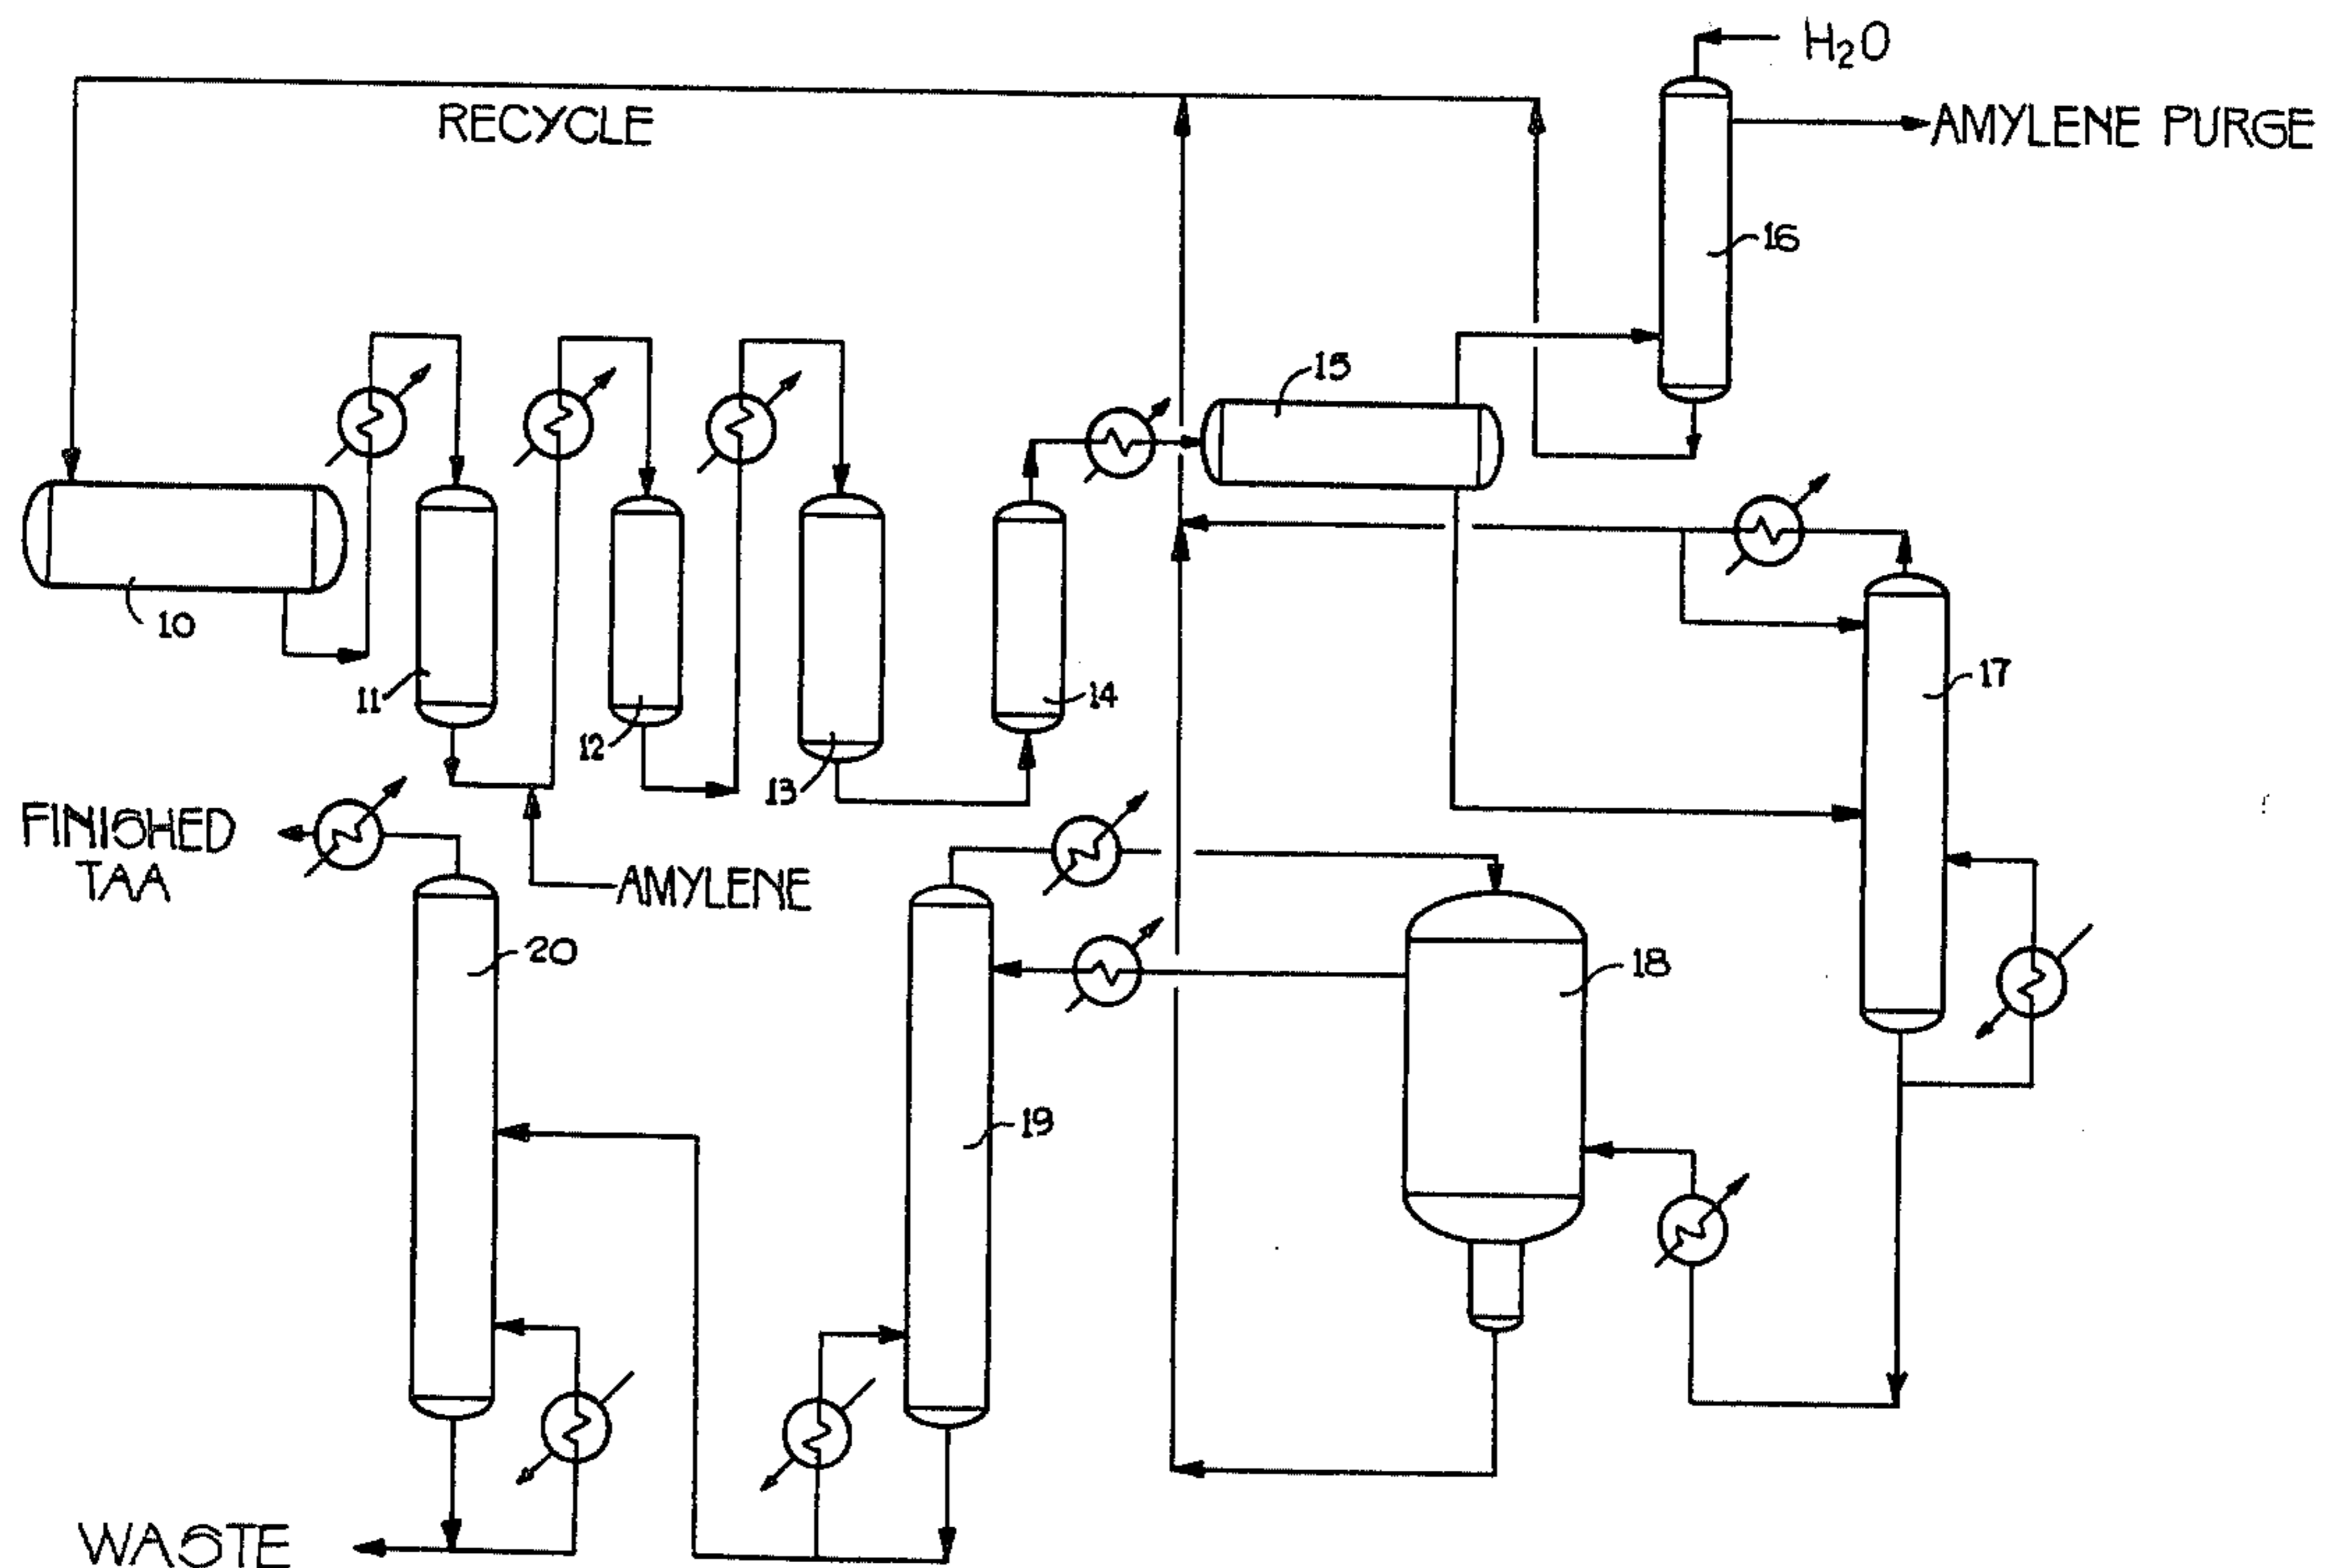 H₂O
RECYCLE
AMYLENE PURGE
16
15
10
11
12
13
14
17
FINISHED
TAA
AMYLENE
20
18
19
WASTE